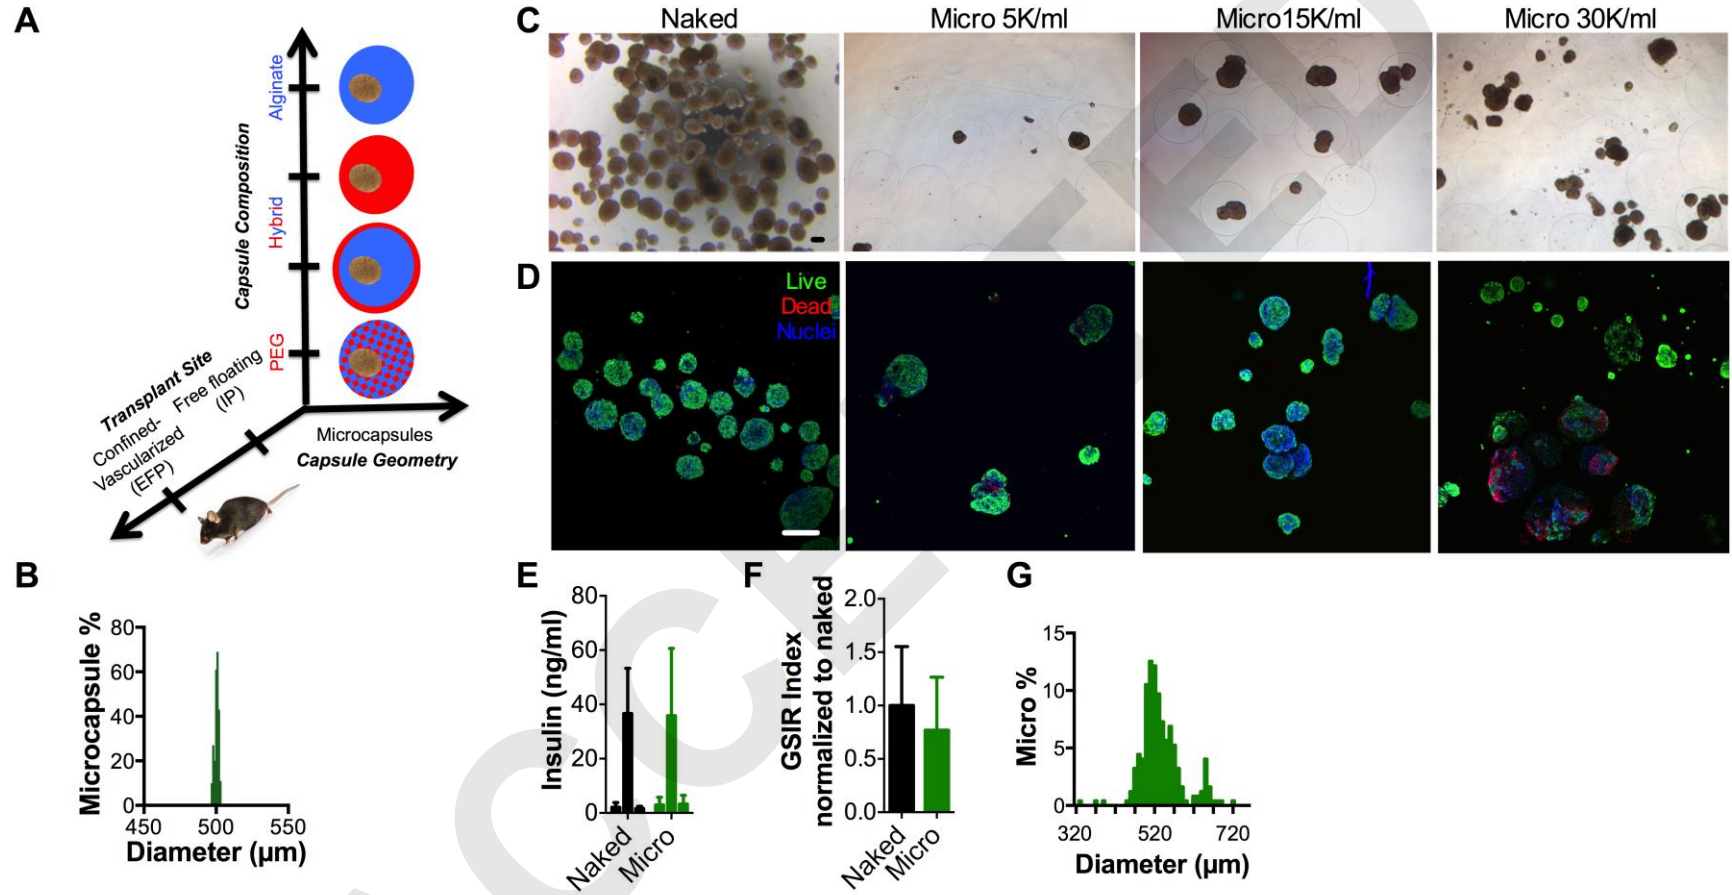 A
Alginate
Hybrid
PEG
Capsule Composition
Transplant Site
Free floating
(IP)
Confined-
Vascularized
(EFP)
Microcapsules
Capsule Geometry
C
Naked
Micro 5K/ml
Micro15K/ml
Micro 30K/ml
D
Live
Dead
Nuclei
B
Microcapsule %
80
60
40
20
0
450 500 550
Diameter (µm)
E
Insulin (ng/ml)
80
60
40
20
0
Naked
Micro
F
GSIR Index
normalized to naked
2.0
1.5
1.0
0.5
0.0
Naked
Micro
G
Micro %
15
10
5
0
320 520 720
Diameter (µm)